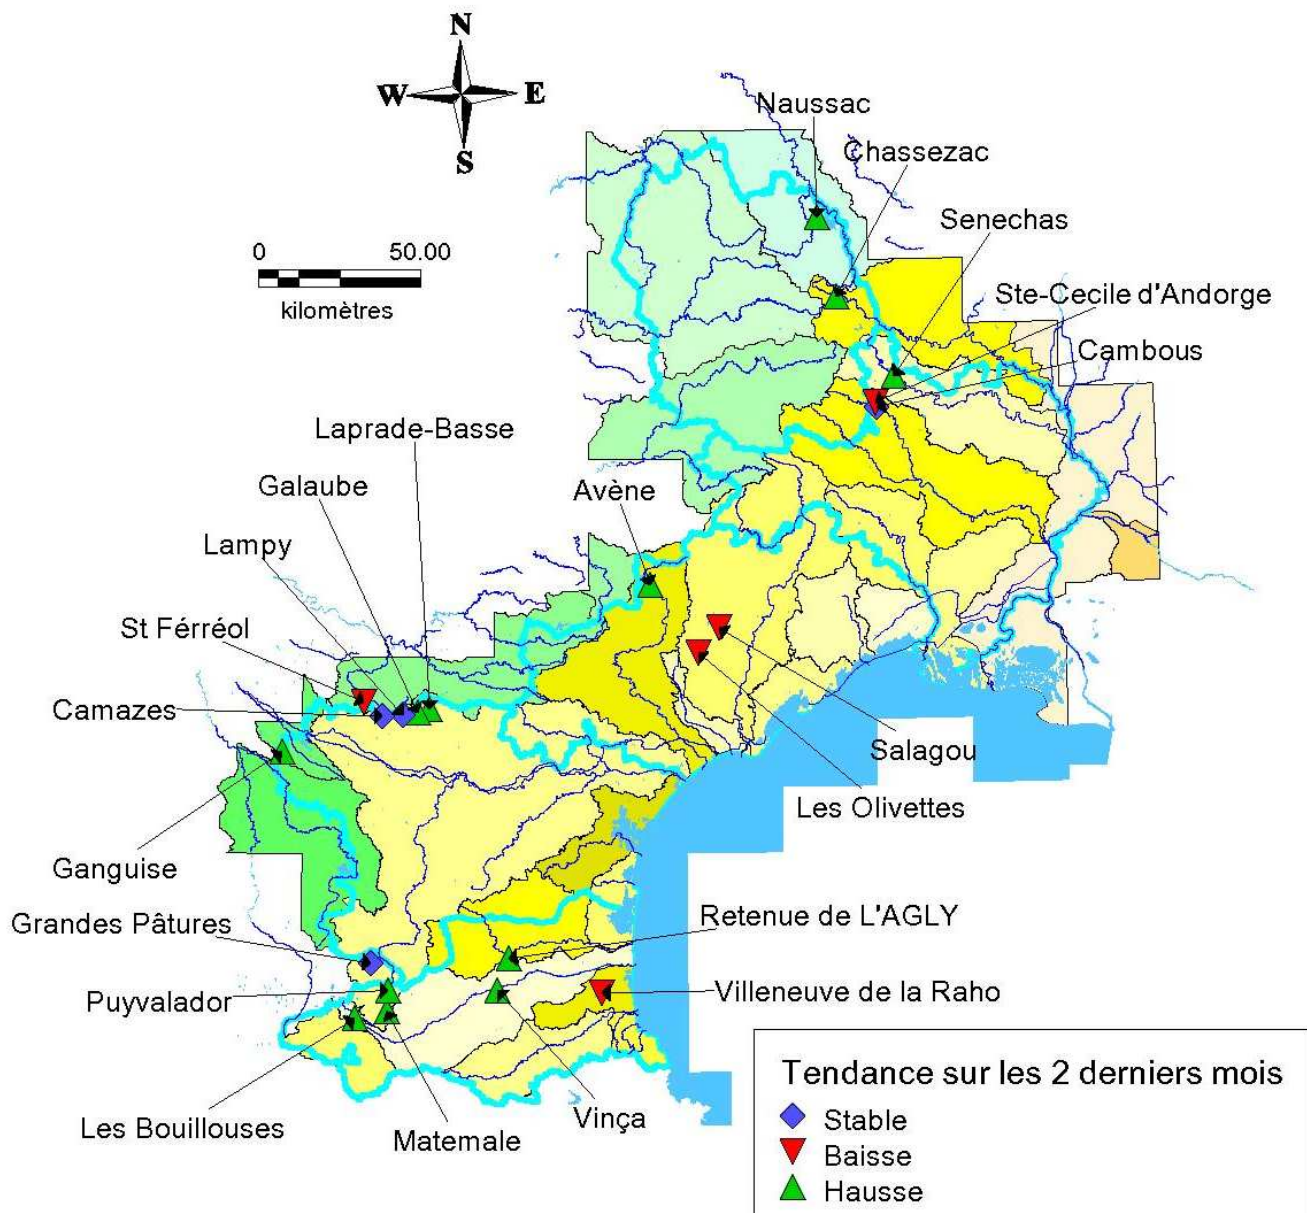 N
W E
S
Naussac
Chassezac
Senechas
0 50.00
kilomètres
Ste-Cecile d'Andorge
Cambous
Laprade-Basse
Galaube
Avène
Lampy
St Férréol
Camazes
Salagou
Les Olivettes
Ganguise
Grandes Pâtures
Retenue de L'AGLY
Puyvalador
Villeneuve de la Raho
Les Bouillouses
Matemale
Vinça
Tendance sur les 2 derniers mois
Stable
Baisse
Hausse